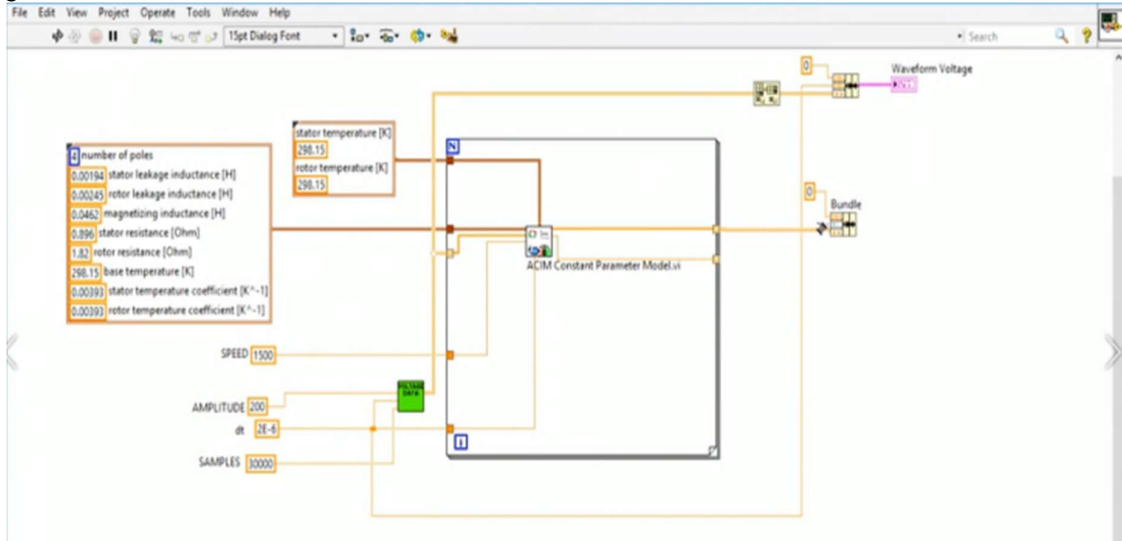 File Edit View Project Operate Tools Window Help
15pt Dialog Font
Search
0
Waveform Voltage
stator temperature [K]
298.15
rotor temperature [K]
298.15
N
4 number of poles
0.00194 stator leakage inductance [H]
0.00245 rotor leakage inductance [H]
0.0462 magnetizing inductance [H]
0.896 stator resistance [Ohm]
1.82 rotor resistance [Ohm]
298.15 base temperature [K]
0.00393 stator temperature coefficient [K^-1]
0.00393 rotor temperature coefficient [K^-1]
0
Bundle
ACIM Constant Parameter Model.vi
SPEED 1500
VOLTAGE
DATA
AMPLITUDE 200
dt 2E-6
i
SAMPLES 30000